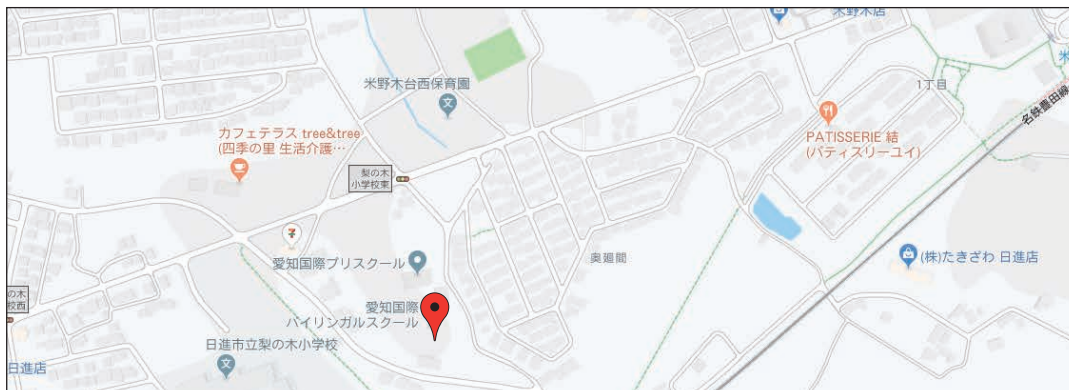 米野木店
米野木台西保育園
1丁目
名鉄豊田線
カフェテラス tree&tree
(四季の里 生活介護…
PATISSERIE 結
(パティスリーユイ)
梨の木
小学校東
愛知国際プリスクール
奥廻間
(株)たきざわ 日進店
の木
校西
愛知国際
バイリンガルスクール
日進市立梨の木小学校
日進店
米